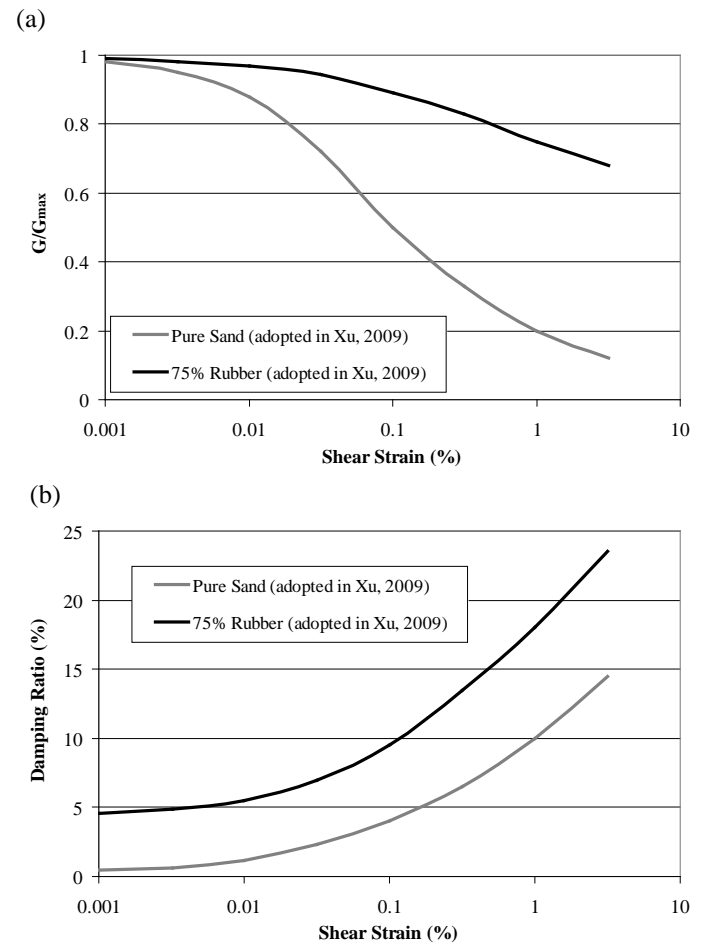 (a)
1
0.8
0.6
0.4
0.2
0
G/Gmax
Pure Sand (adopted in Xu, 2009)
75% Rubber (adopted in Xu, 2009)
0.001 0.01 0.1 1 10
Shear Strain (%)
(b)
25
20
15
10
5
0
Damping Ratio (%)
Pure Sand (adopted in Xu, 2009)
75% Rubber (adopted in Xu, 2009)
0.001 0.01 0.1 1 10
Shear Strain (%)